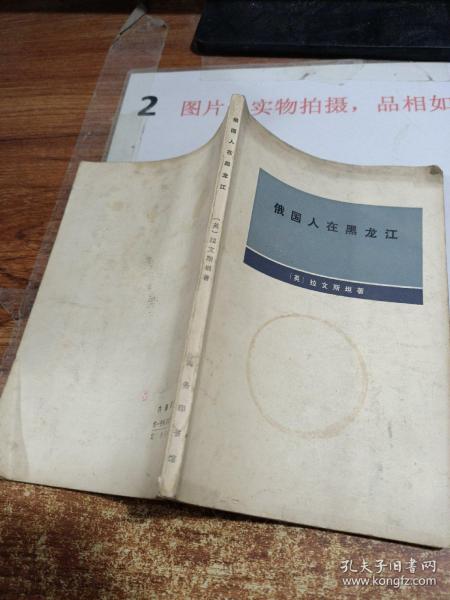 2 图片 实物拍摄，品相如
俄国人在黑龙江
（英）拉文斯坦著
俄国人在黑龙江
（英）拉文斯坦著
商务印书馆
孔夫子旧书网
www.kongfz.com